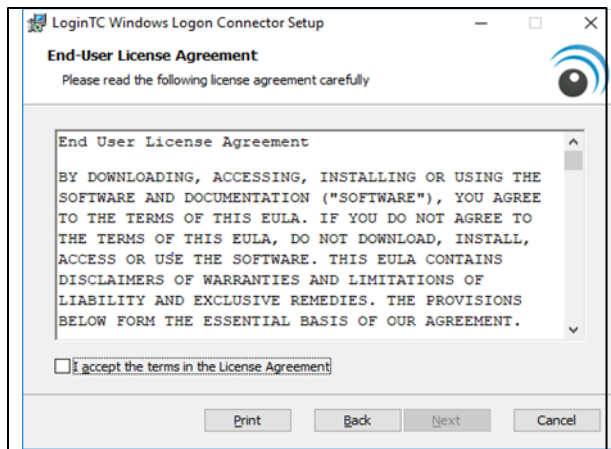 LoginTC Windows Logon Connector Setup
End-User License Agreement
Please read the following license agreement carefully
End User License Agreement
BY DOWNLOADING, ACCESSING, INSTALLING OR USING THE
SOFTWARE AND DOCUMENTATION ("SOFTWARE"), YOU AGREE
TO THE TERMS OF THIS EULA. IF YOU DO NOT AGREE TO
THE TERMS OF THIS EULA, DO NOT DOWNLOAD, INSTALL,
ACCESS OR USE THE SOFTWARE. THIS EULA CONTAINS
DISCLAIMERS OF WARRANTIES AND LIMITATIONS OF
LIABILITY AND EXCLUSIVE REMEDIES. THE PROVISIONS
BELOW FORM THE ESSENTIAL BASIS OF OUR AGREEMENT.
I accept the terms in the License Agreement
Print Back Next Cancel